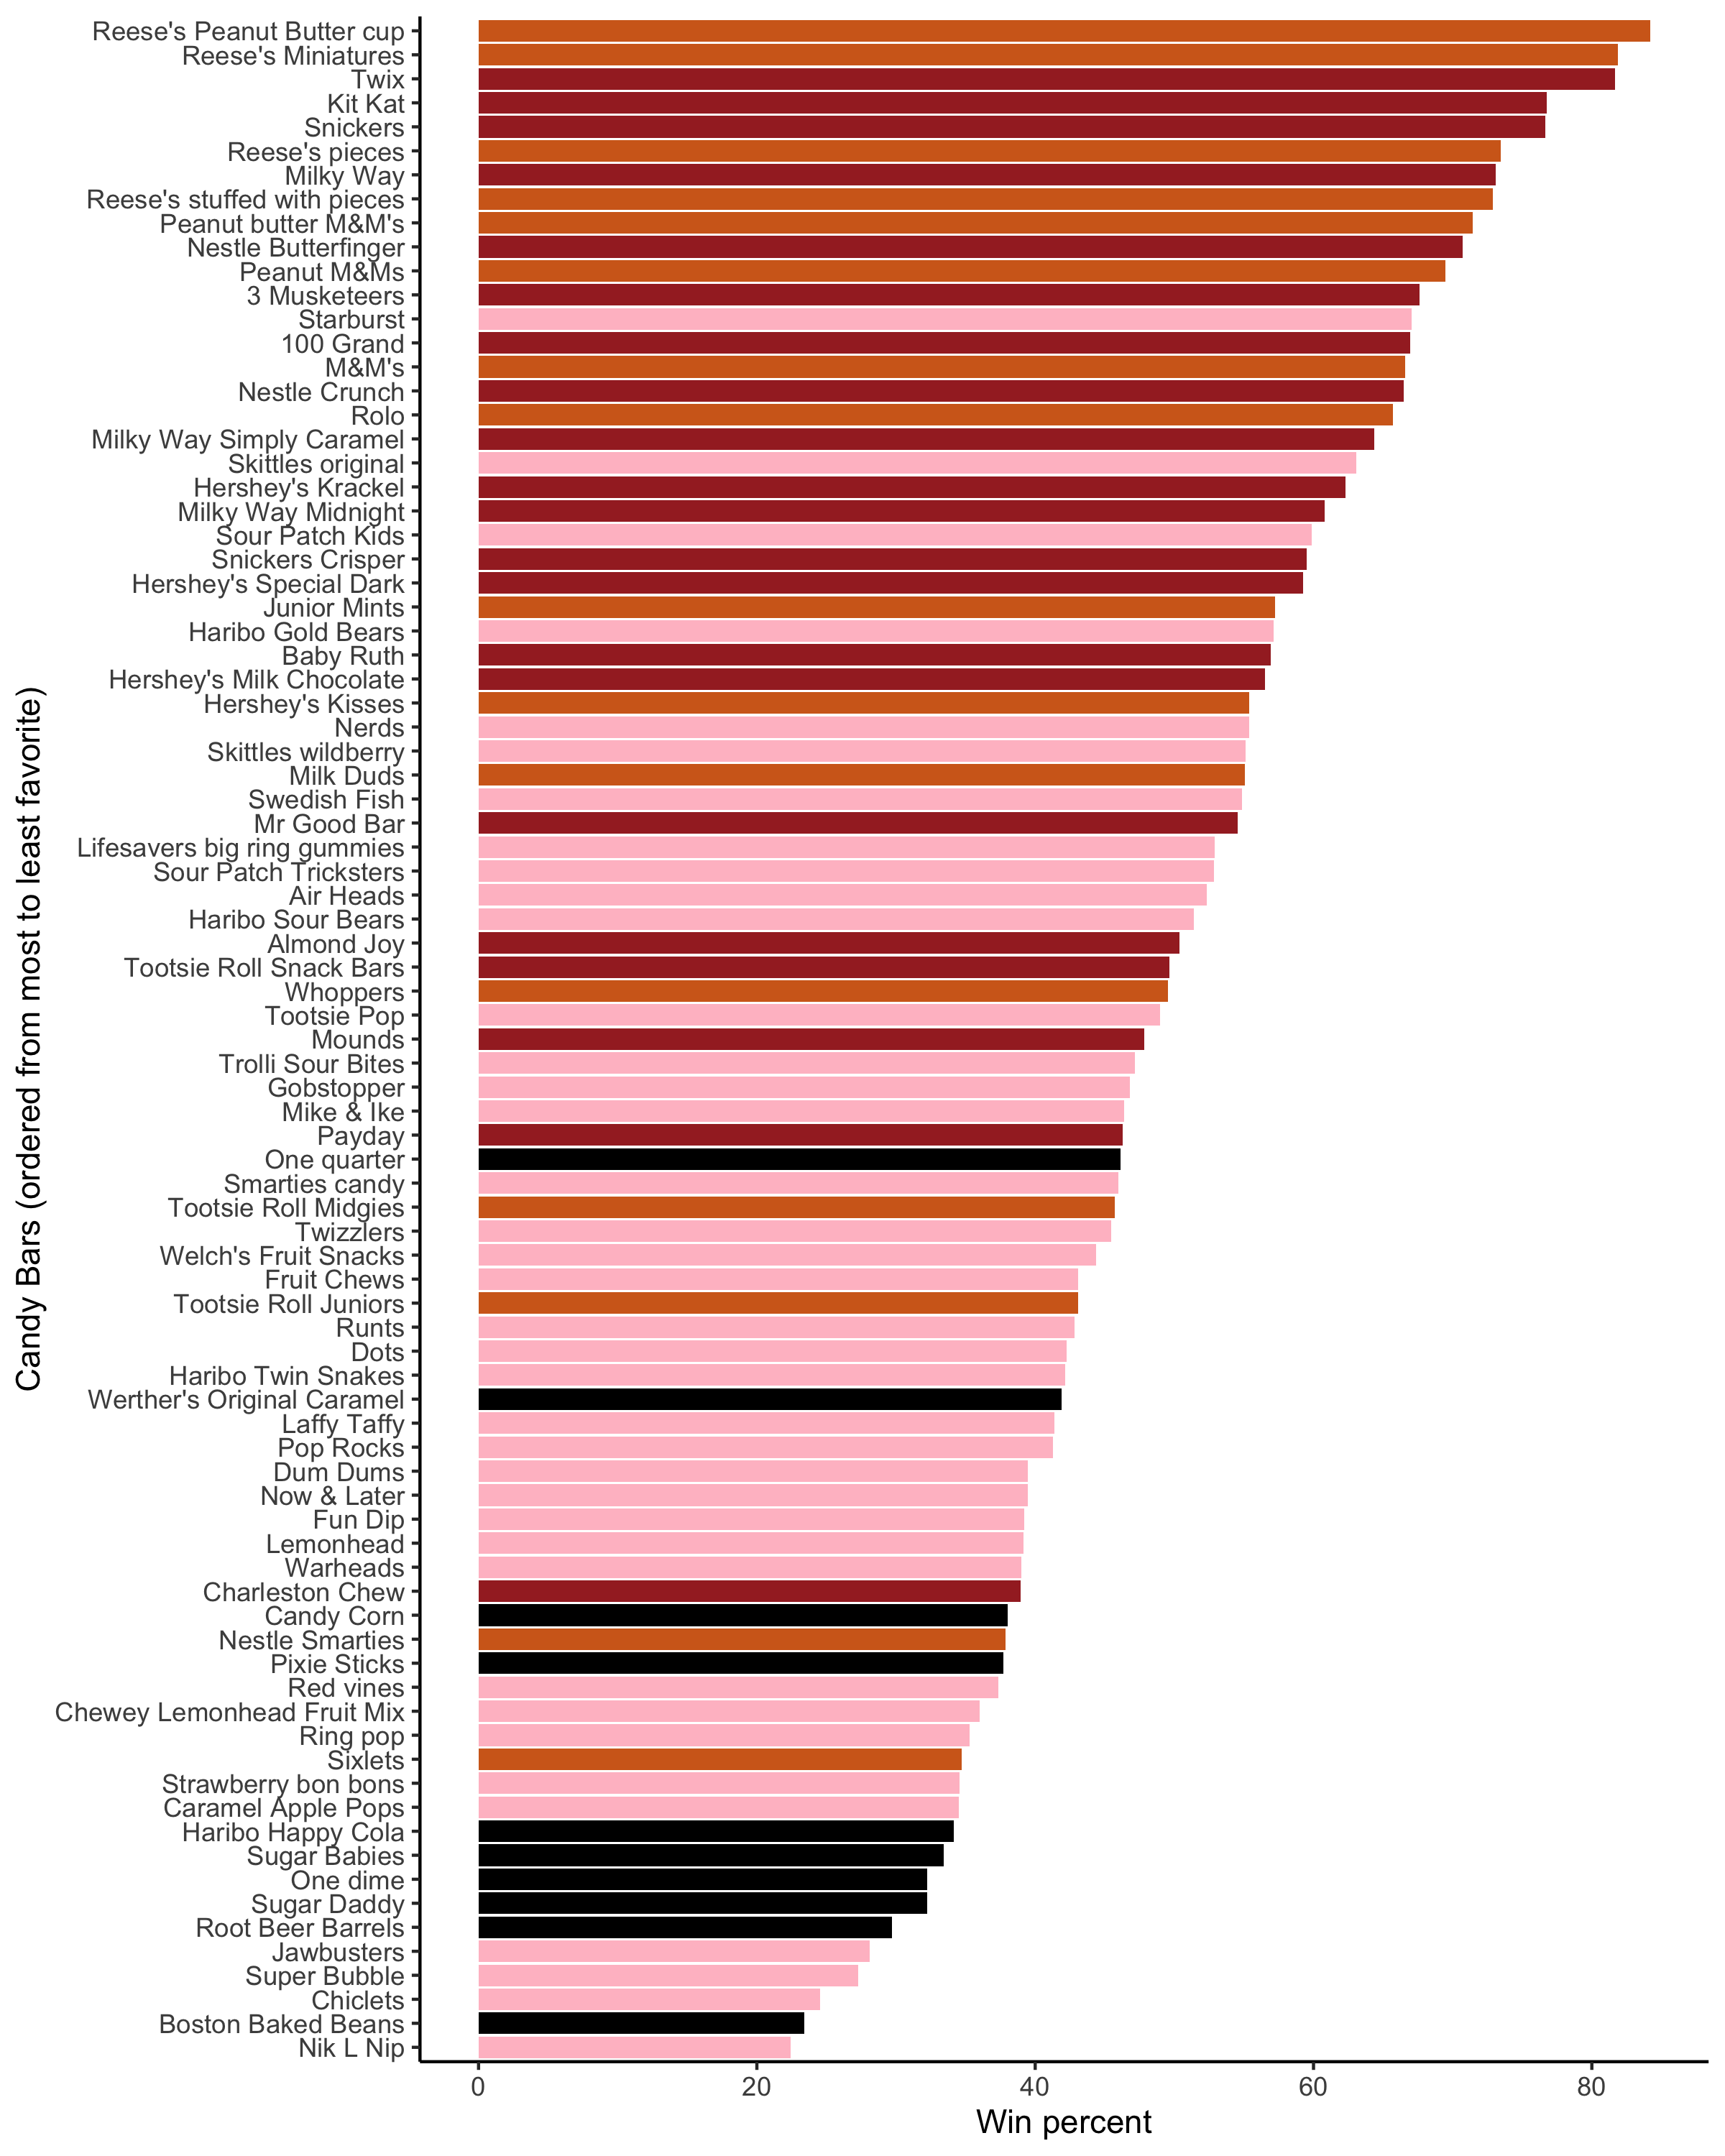 Reese's Peanut Butter cup
Reese's Miniatures
Twix
Kit Kat
Snickers
Reese's pieces
Milky Way
Reese's stuffed with pieces
Peanut butter M&M's
Nestle Butterfinger
Peanut M&Ms
3 Musketeers
Starburst
100 Grand
M&M's
Nestle Crunch
Rolo
Milky Way Simply Caramel
Skittles original
Hershey's Krackel
Milky Way Midnight
Sour Patch Kids
Snickers Crisper
Hershey's Special Dark
Junior Mints
Haribo Gold Bears
Baby Ruth
Hershey's Milk Chocolate
Hershey's Kisses
Nerds
Skittles wildberry
Milk Duds
Swedish Fish
Mr Good Bar
Lifesavers big ring gummies
Sour Patch Tricksters
Air Heads
Haribo Sour Bears
Almond Joy
Tootsie Roll Snack Bars
Whoppers
Tootsie Pop
Mounds
Trolli Sour Bites
Gobstopper
Mike & Ike
Payday
One quarter
Smarties candy
Tootsie Roll Midgies
Twizzlers
Welch's Fruit Snacks
Fruit Chews
Tootsie Roll Juniors
Runts
Dots
Haribo Twin Snakes
Werther's Original Caramel
Laffy Taffy
Pop Rocks
Dum Dums
Now & Later
Fun Dip
Lemonhead
Warheads
Charleston Chew
Candy Corn
Nestle Smarties
Pixie Sticks
Red vines
Chewey Lemonhead Fruit Mix
Ring pop
Sixlets
Strawberry bon bons
Caramel Apple Pops
Haribo Happy Cola
Sugar Babies
One dime
Sugar Daddy
Root Beer Barrels
Jawbusters
Super Bubble
Chiclets
Boston Baked Beans
Nik L Nip
Candy Bars (ordered from most to least favorite)
0 20 40 60 80
Win percent